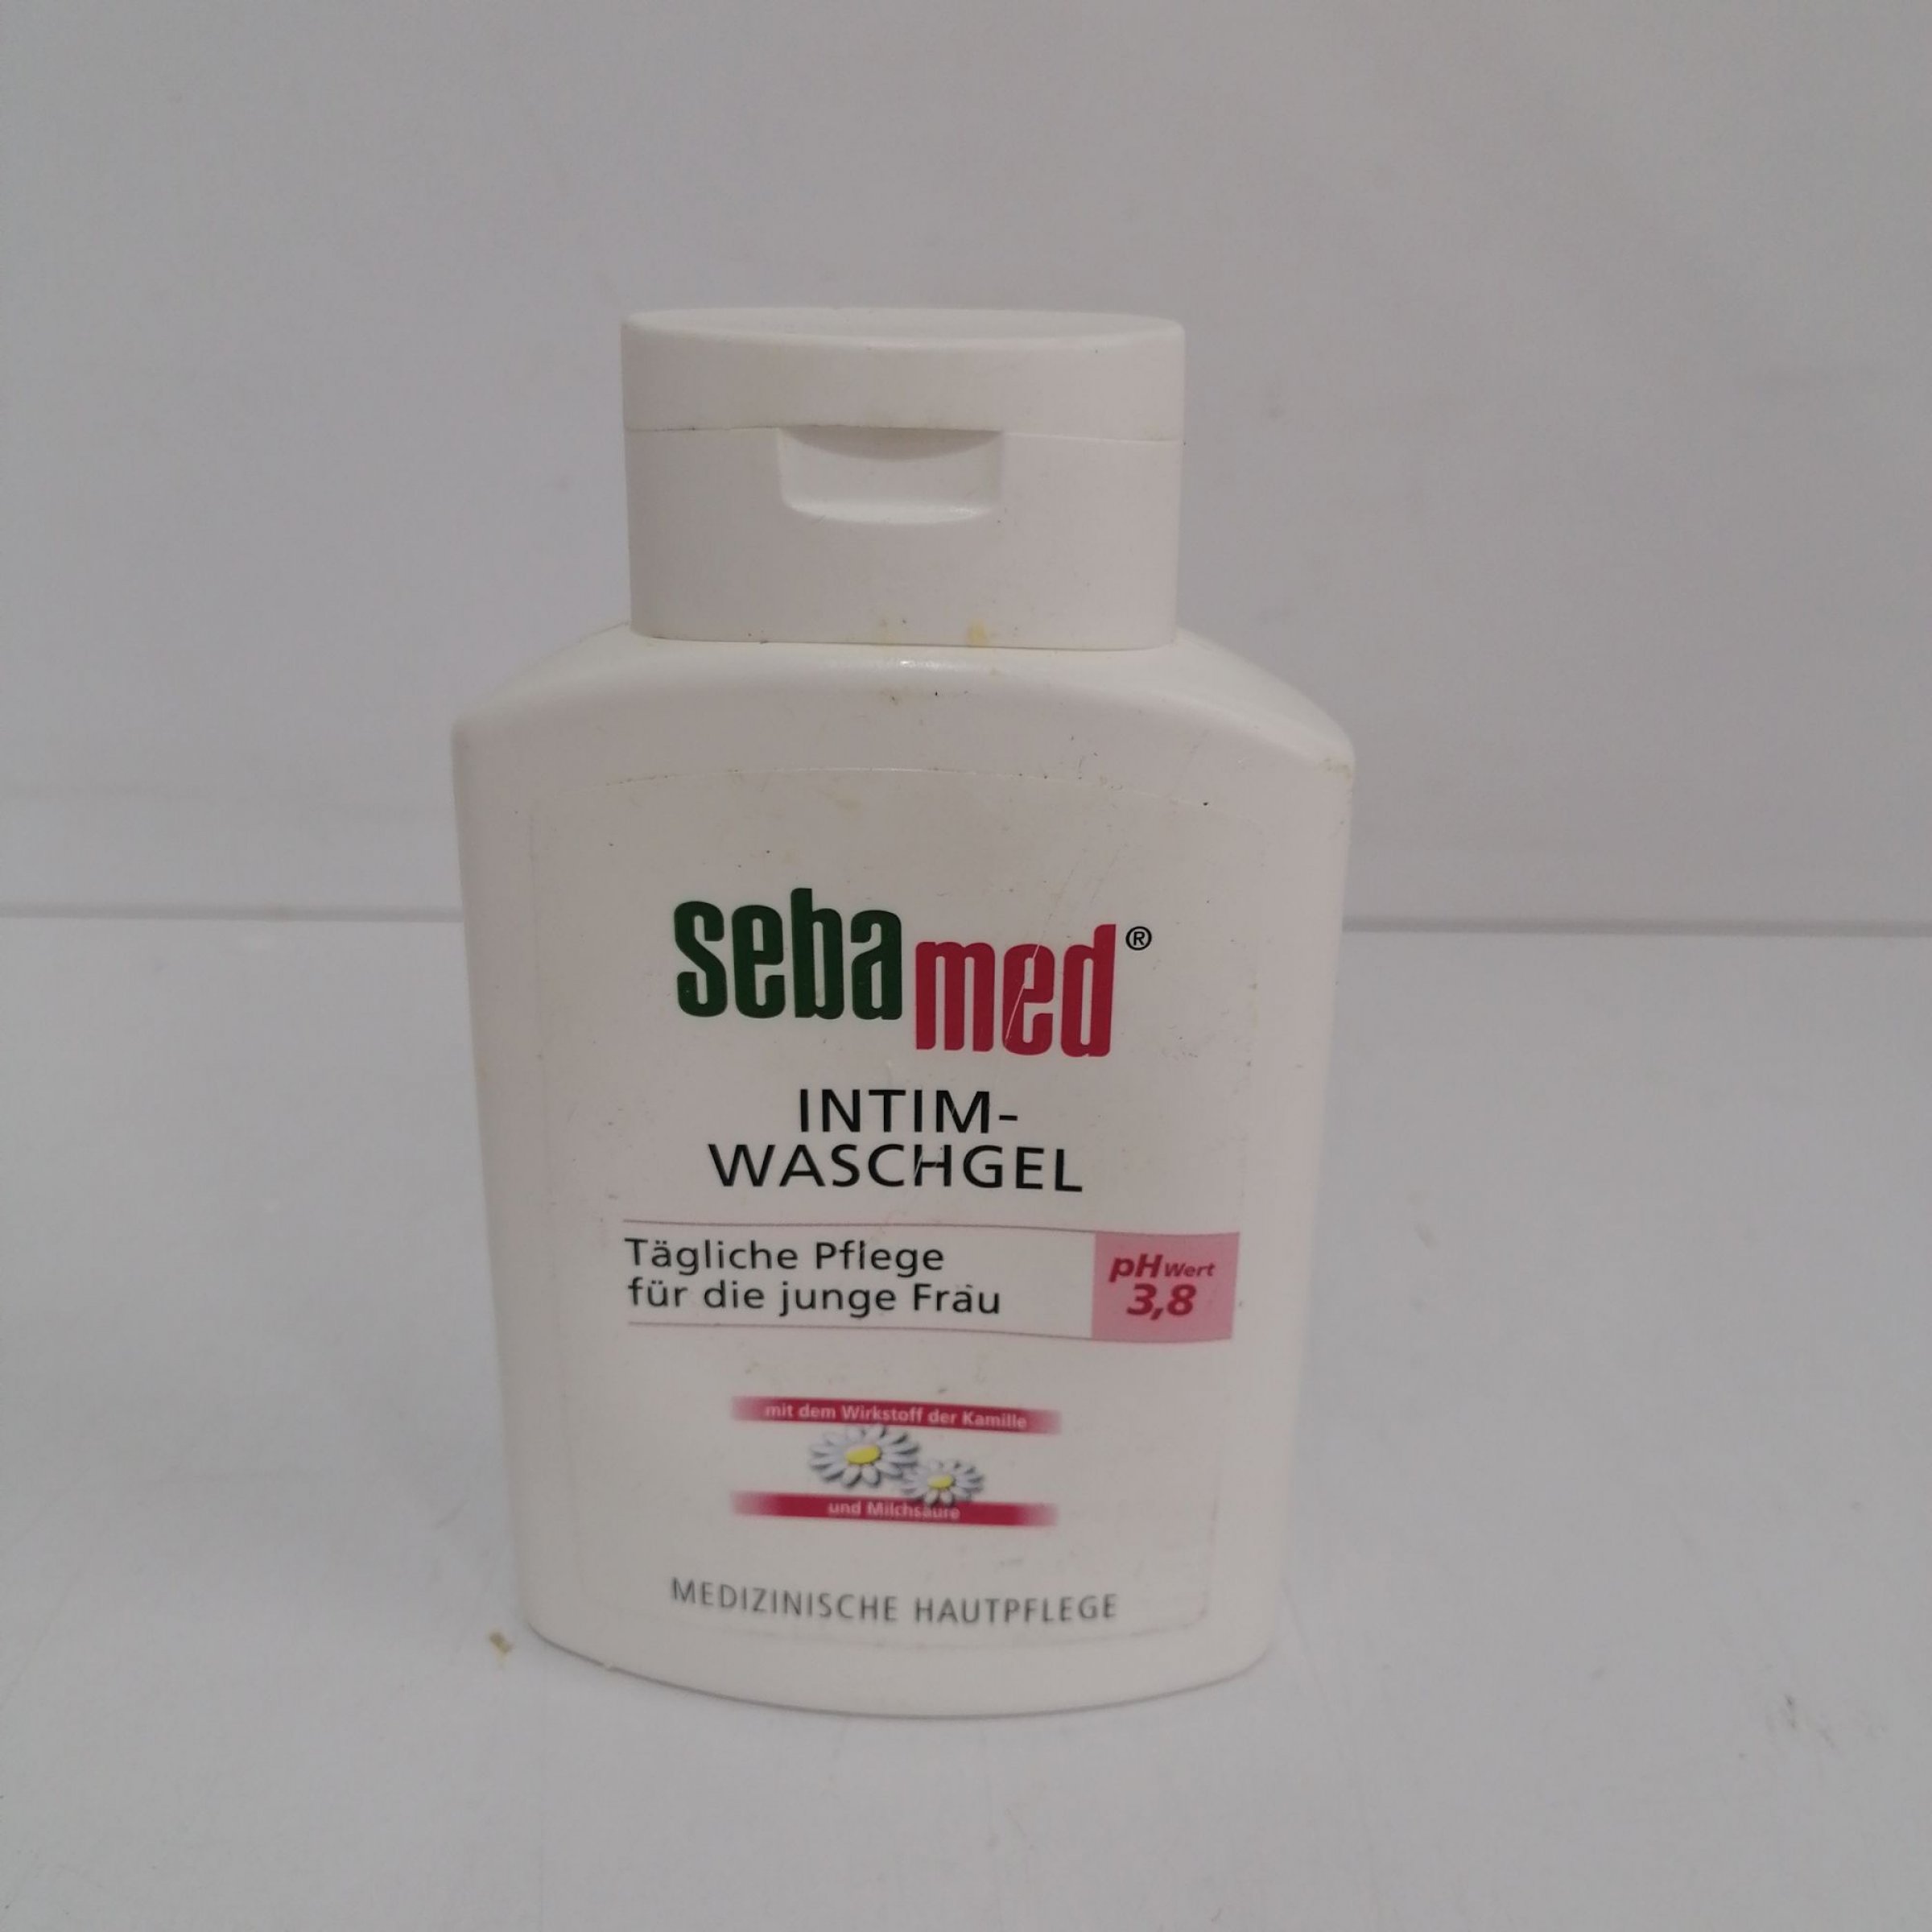 sebamed®
INTIM-
WASCHGEL
Tägliche Pflege
für die junge Frau
pH Wert
3,8
mit dem Wirkstoff der Kamille
und Milchsäure
MEDIZINISCHE HAUTPFLEGE